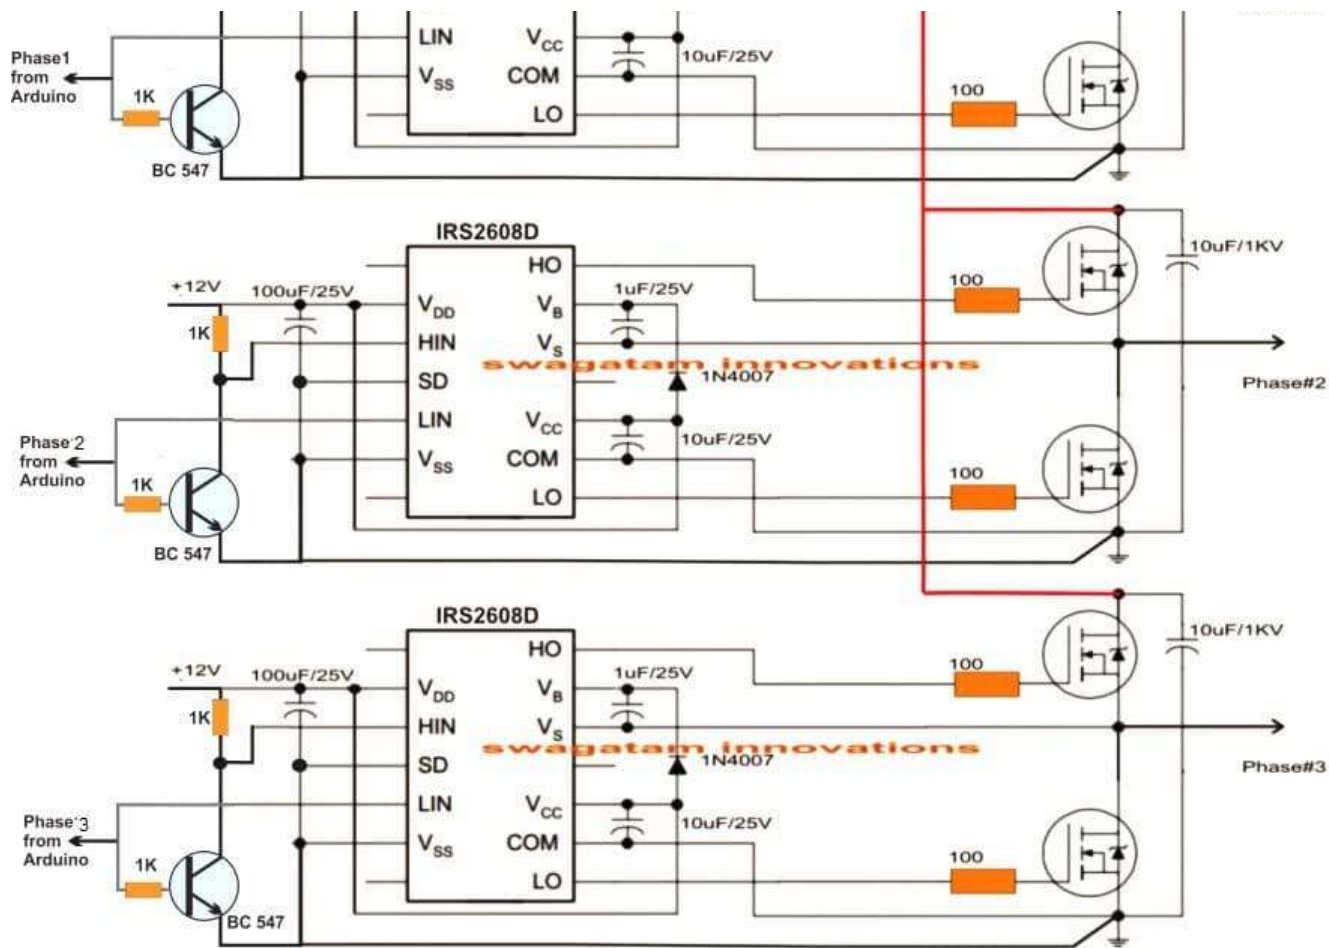 LIN
VCC
10uF/25V
Phase1
from
Arduino
VSS
COM
1K
100
LO
BC 547
IRS2608D
HO
10uF/1KV
+12V
100uF/25V
1uF/25V
100
VDD
VB
1K
HIN
VS
swagatam innovations
SD
1N4007
Phase#2
LIN
VCC
10uF/25V
Phase 2
from
Arduino
VSS
COM
1K
100
LO
BC 547
IRS2608D
HO
10uF/1KV
+12V
100uF/25V
1uF/25V
100
VDD
VB
1K
HIN
VS
swagatam innovations
SD
1N4007
Phase#3
LIN
VCC
10uF/25V
Phase 3
from
Arduino
VSS
COM
1K
100
LO
BC 547